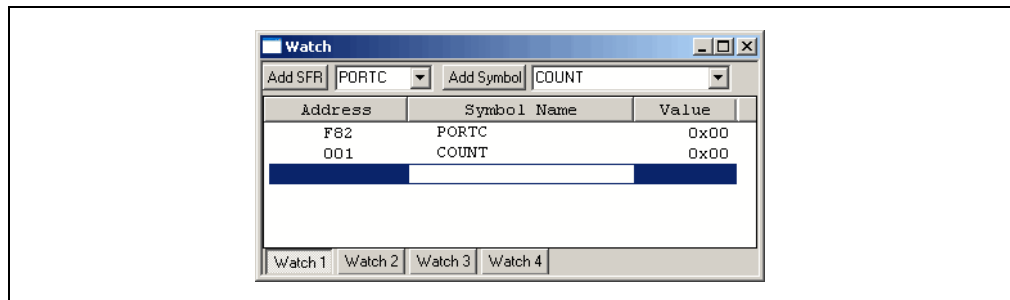 Watch
Add SFR PORTC Add Symbol COUNT
Address Symbol Name Value
F82 PORTC 0x00
001 COUNT 0x00
Watch 1 Watch 2 Watch 3 Watch 4